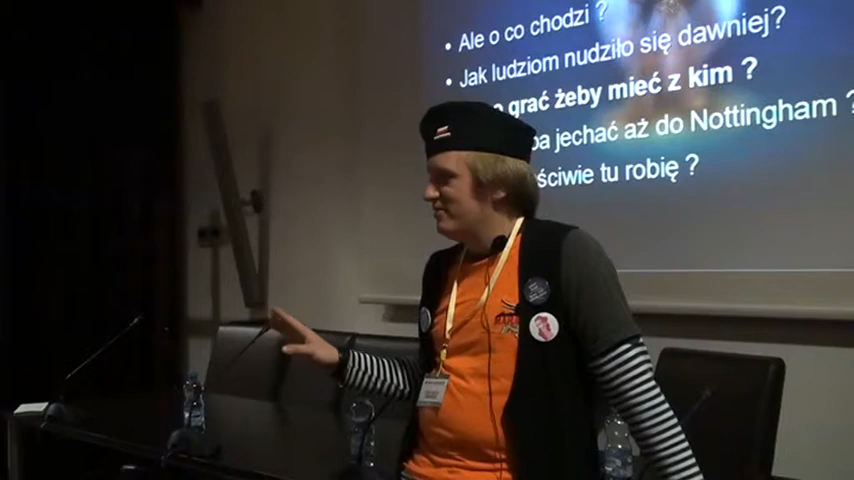 • Ale o co chodzi ?
• Jak ludziom nudziło się dawniej?
grać żeby mieć z kim ?
jechać aż do Nottingham ?
tu robię ?